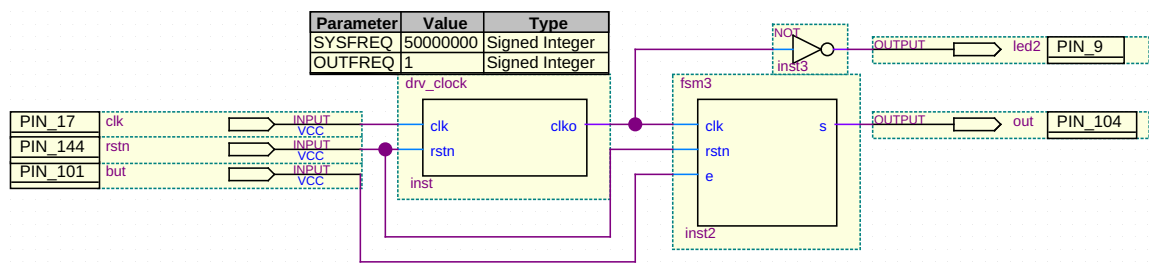 Parameter Value Type
SYSFREQ 50000000 Signed Integer
OUTFREQ 1 Signed Integer
NOT
inst3
OUTPUT
led2
PIN_9
drv_clock
clk
clko
rstn
inst
fsm3
clk
s
rstn
e
inst2
OUTPUT
out
PIN_104
PIN_17
clk
INPUT
VCC
PIN_144
rstn
INPUT
VCC
PIN_101
but
INPUT
VCC